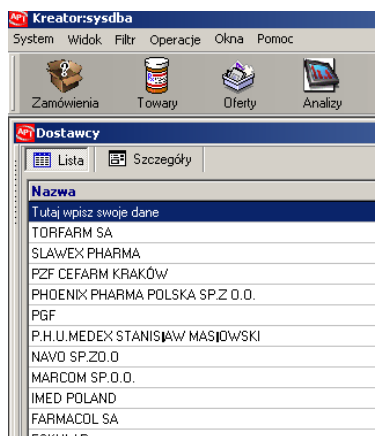 Kreator:sysdba
System Widok Filtr Operacje Okna Pomoc
Zamówienia Towary Oferty Analizy
Dostawcy
Lista Szczegóły
Nazwa
Tutaj wpisz swoje dane
TORFARM SA
SLAWEX PHARMA
PZF CEFARM KRAKÓW
PHOENIX PHARMA POLSKA SP.Z O.O.
PGF
P.H.U.MEDEX STANISŁAW MASIOWSKI
NAVO SP.ZO.O
MARCOM SP.O.O.
IMED POLAND
FARMACOL SA